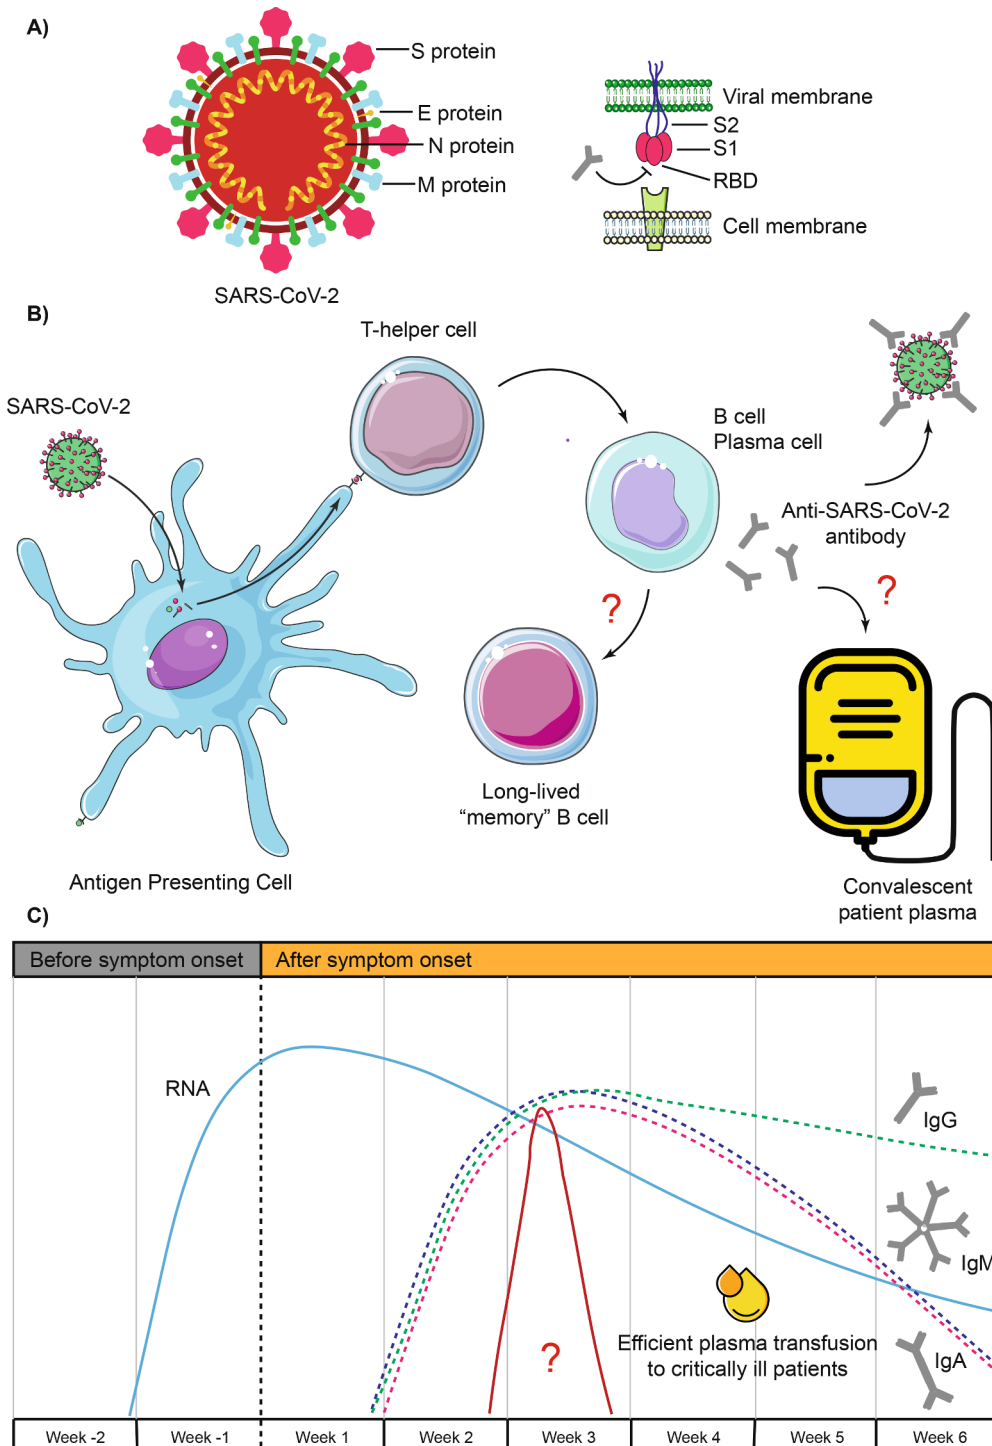 A)
S protein
E protein
N protein
M protein
SARS-CoV-2
Viral membrane
S2
S1
RBD
Cell membrane
B)
T-helper cell
SARS-CoV-2
B cell
Plasma cell
Anti-SARS-CoV-2
antibody
?
?
Long-lived
“memory” B cell
Antigen Presenting Cell
Convalescent
patient plasma
C)
Before symptom onset
After symptom onset
RNA
IgG
IgM
Efficient plasma transfusion
to critically ill patients
?
IgA
Week -2
Week -1
Week 1
Week 2
Week 3
Week 4
Week 5
Week 6